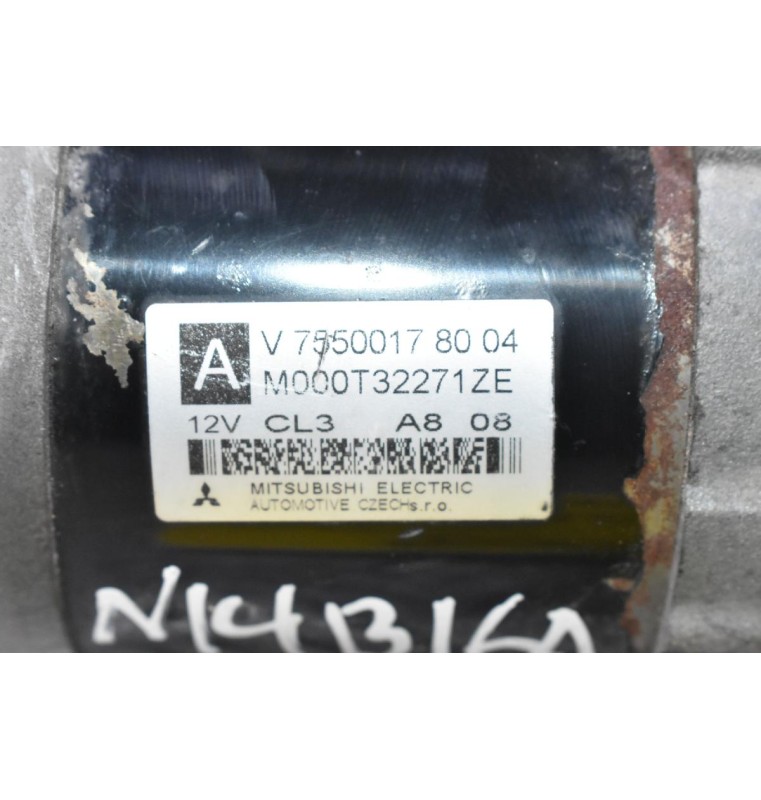 A
V 7550017 80 04
M000T32271ZE
12V CL3 A8 08
MITSUBISHI ELECTRIC
AUTOMOTIVE CZECH s.r.o.
N14B16A